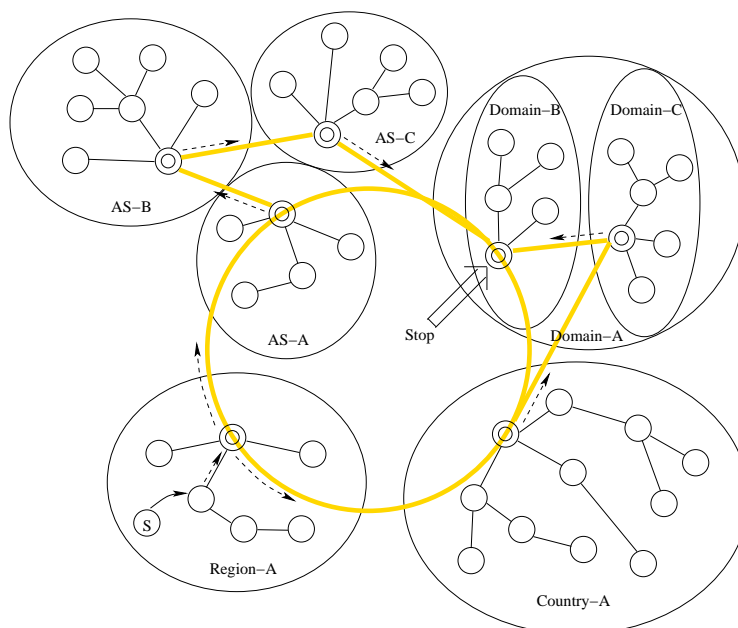 Domain−B
Domain−C
AS−C
AS−B
AS−A
Stop
Domain−A
S
Region−A
Country−A